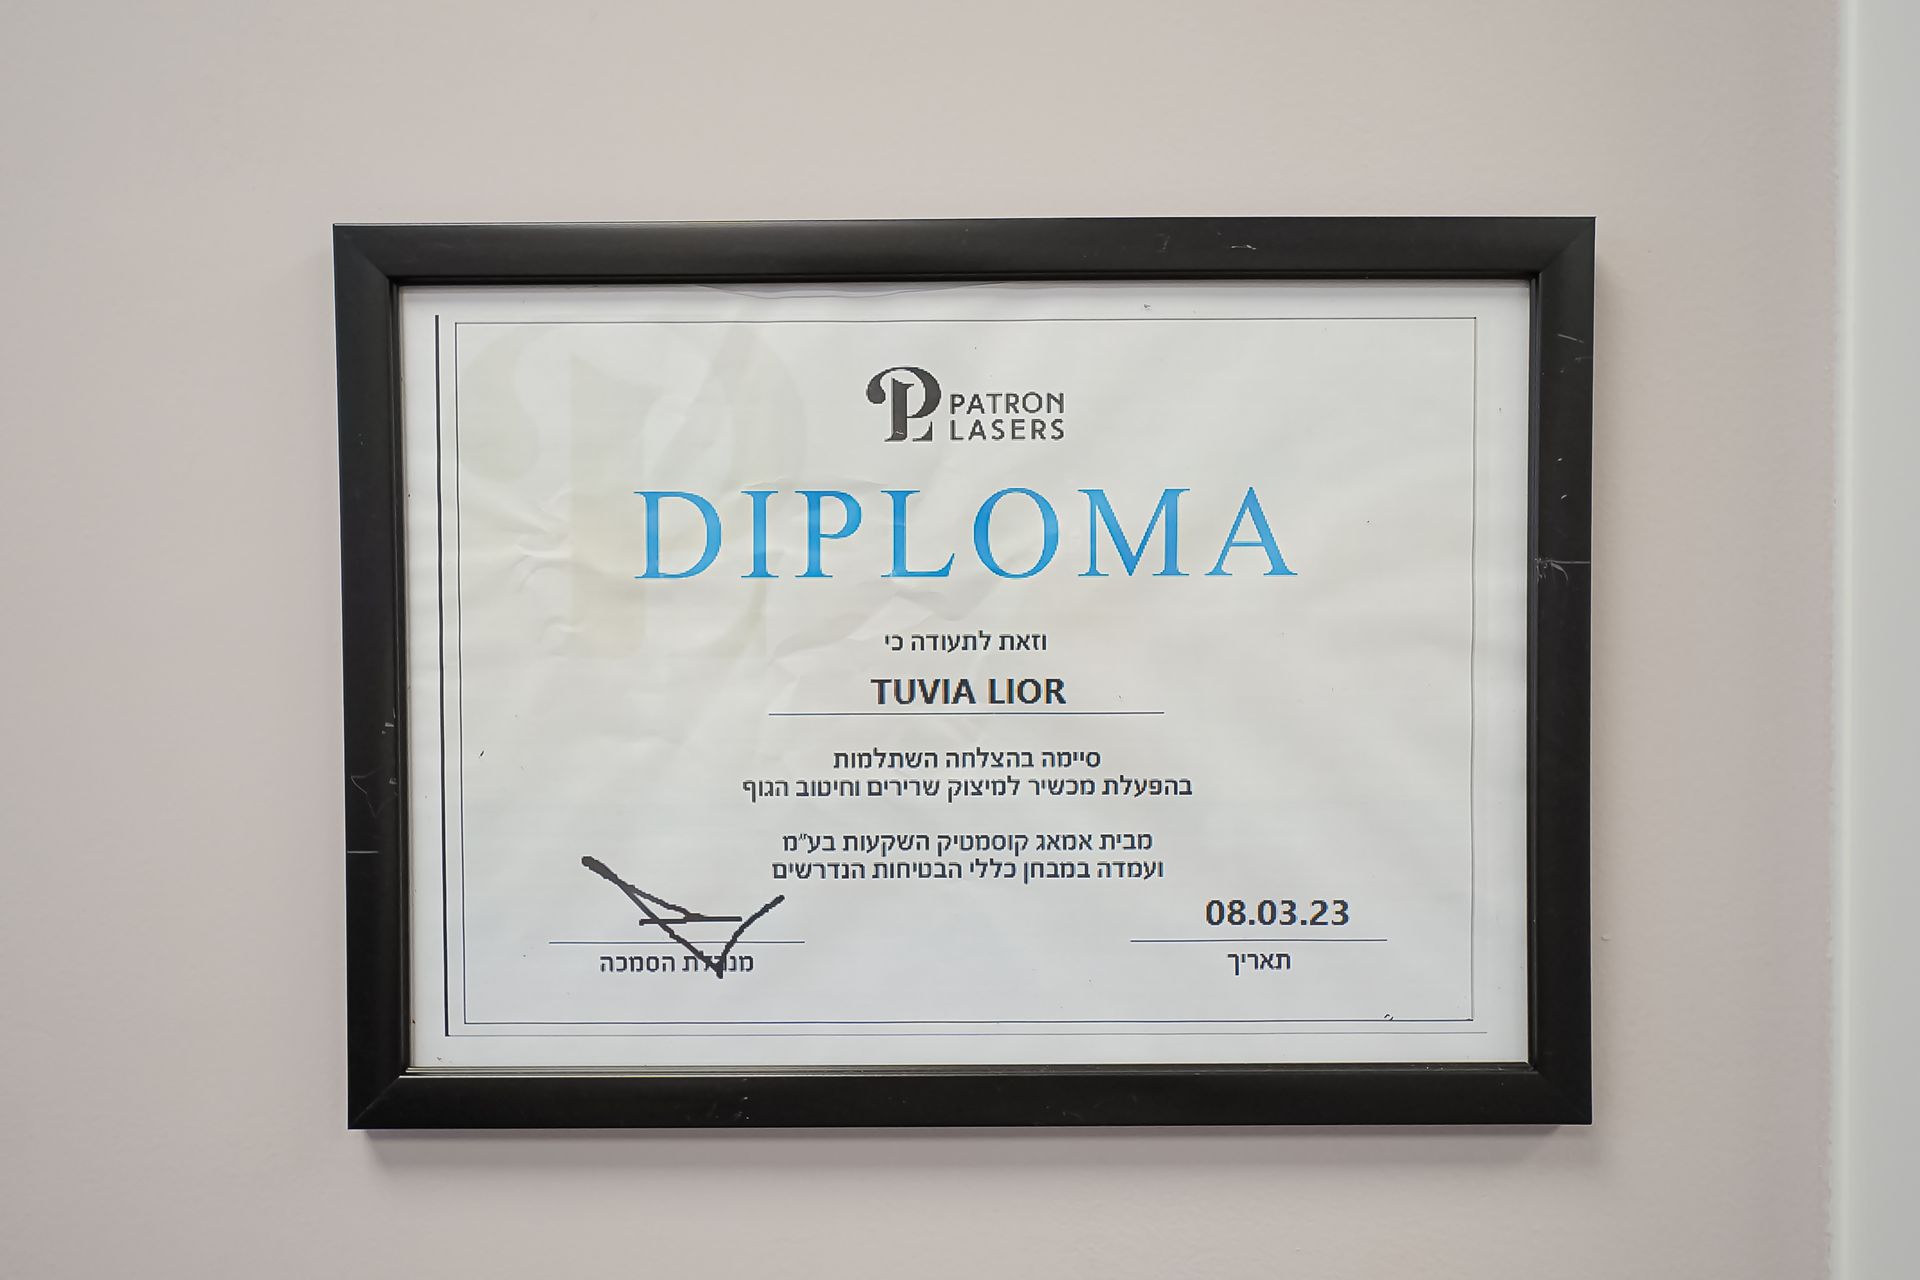 PATRON
LASERS
DIPLOMA
וזאת לתעודה כי
TUVIA LIOR
סיימה בהצלחה השתלמות
בהפעלת מכשיר למיצוק שרירים וחיטוב הגוף
מבית אמאג קוסמטיק השקעות בע"מ
ועמדה במבחן כללי הבטיחות הנדרשים
08.03.23
תאריך
מנהלת הסמכה